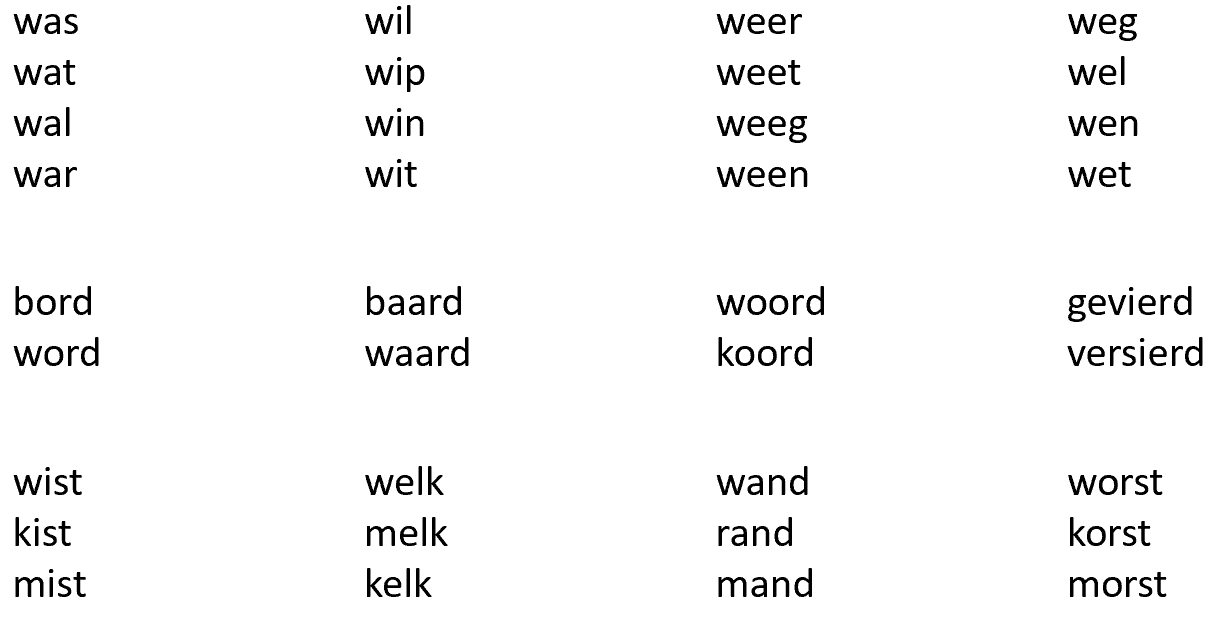 was wil weer weg
wat wip weet wel
wal win weeg wen
war wit ween wet
bord baard woord gevierd
word waard koord versierd
wist welk wand worst
kist melk rand korst
mist kelk mand morst